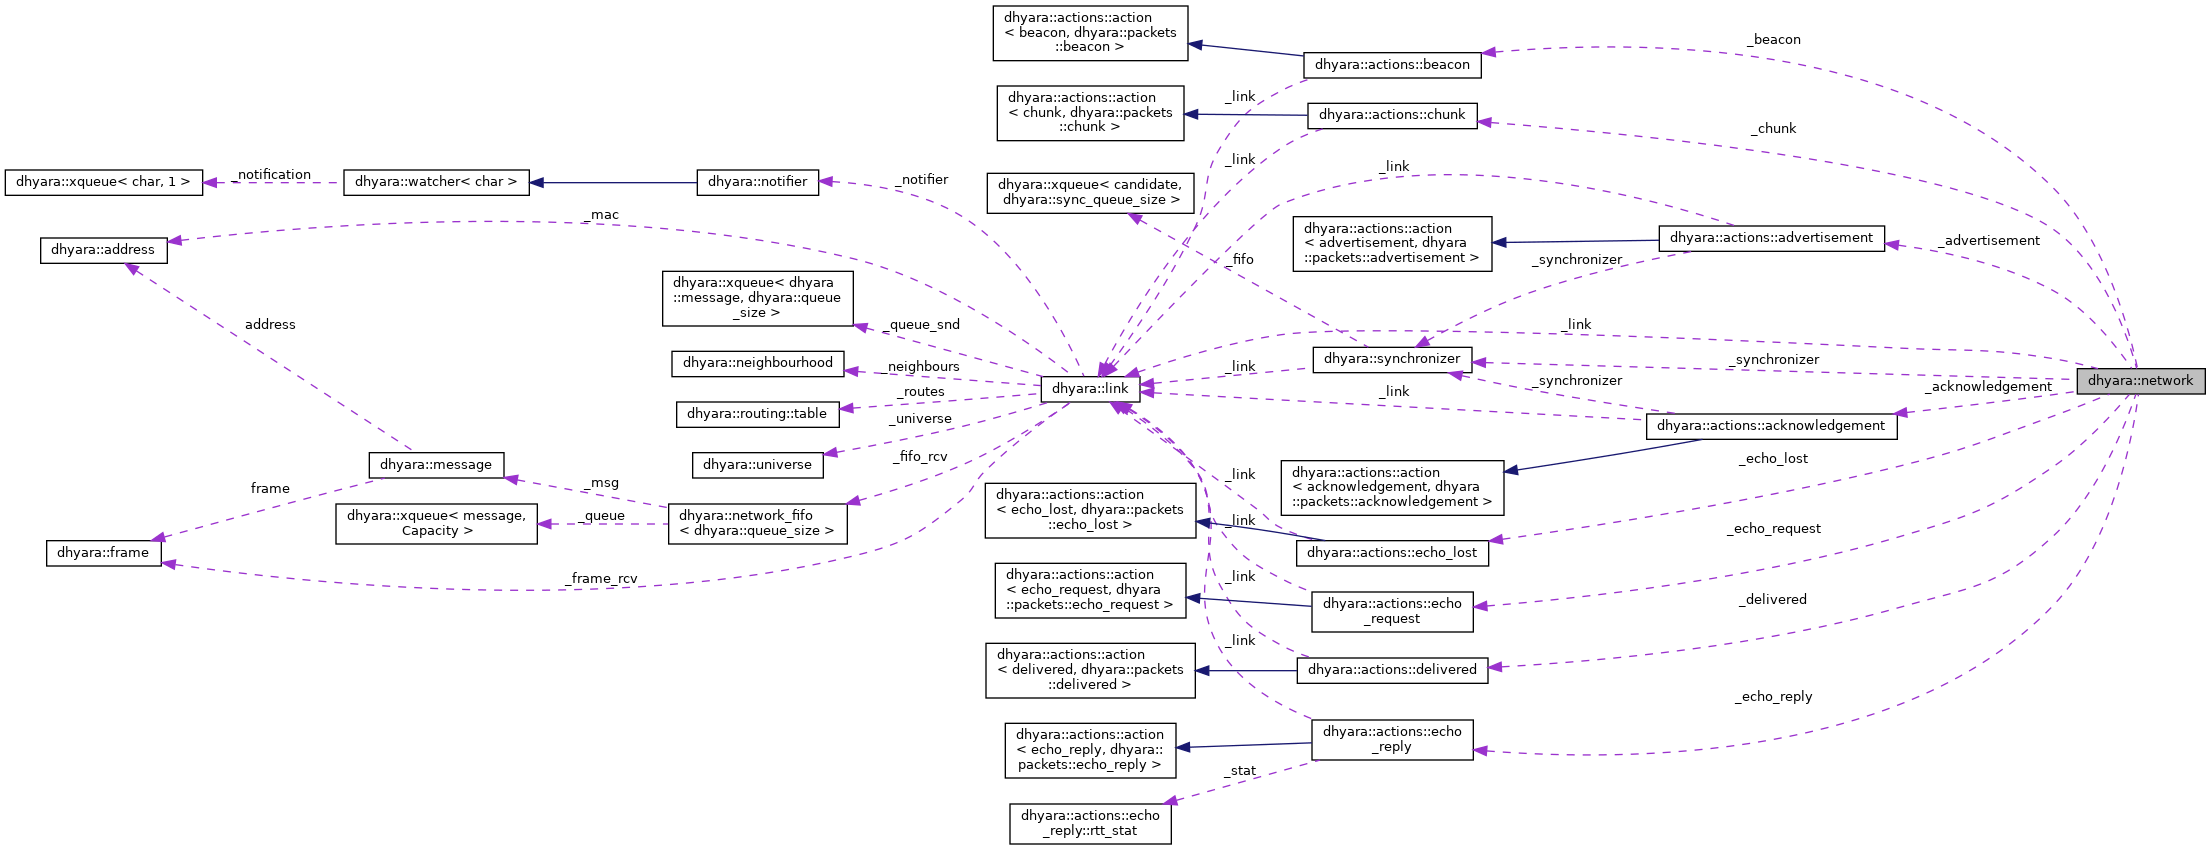 dhyara::actions::action
< beacon, dhyara::packets
::beacon >
_beacon
dhyara::actions::beacon
dhyara::actions::action
< chunk, dhyara::packets
::chunk >
_link
dhyara::actions::chunk
_chunk
_link
_link
dhyara::xqueue< char, 1 >
_notification
dhyara::watcher< char >
dhyara::notifier
_notifier
dhyara::xqueue< candidate,
dhyara::sync_queue_size >
_mac
dhyara::address
dhyara::actions::action
< advertisement, dhyara
::packets::advertisement >
dhyara::actions::advertisement
_advertisement
_fifo
_synchronizer
dhyara::xqueue< dhyara
::message, dhyara::queue
_size >
address
_queue_snd
_link
dhyara::neighbourhood
_neighbours
_link
dhyara::synchronizer
_synchronizer
dhyara::link
_synchronizer
dhyara::network
_routes
_link
_acknowledgement
dhyara::routing::table
_universe
dhyara::actions::acknowledgement
dhyara::message
dhyara::universe
_fifo_rcv
_echo_lost
frame
_msg
_link
dhyara::actions::action
< acknowledgement, dhyara
::packets::acknowledgement >
dhyara::actions::action
< echo_lost, dhyara::packets
::echo_lost >
dhyara::xqueue< message,
Capacity >
_queue
dhyara::network_fifo
< dhyara::queue_size >
_link
_echo_request
dhyara::frame
dhyara::actions::echo_lost
_frame_rcv
_link
dhyara::actions::action
< echo_request, dhyara
::packets::echo_request >
dhyara::actions::echo
_request
_delivered
_link
dhyara::actions::action
< delivered, dhyara::packets
::delivered >
dhyara::actions::delivered
_echo_reply
dhyara::actions::action
< echo_reply, dhyara::
packets::echo_reply >
dhyara::actions::echo
_reply
_stat
dhyara::actions::echo
_reply::rtt_stat